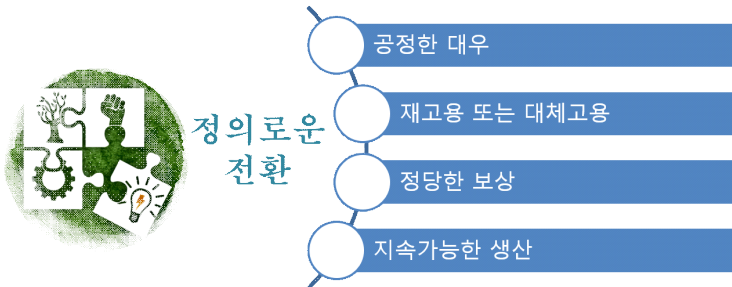 정의로운
전환
공정한 대우
재고용 또는 대체고용
정당한 보상
지속가능한 생산